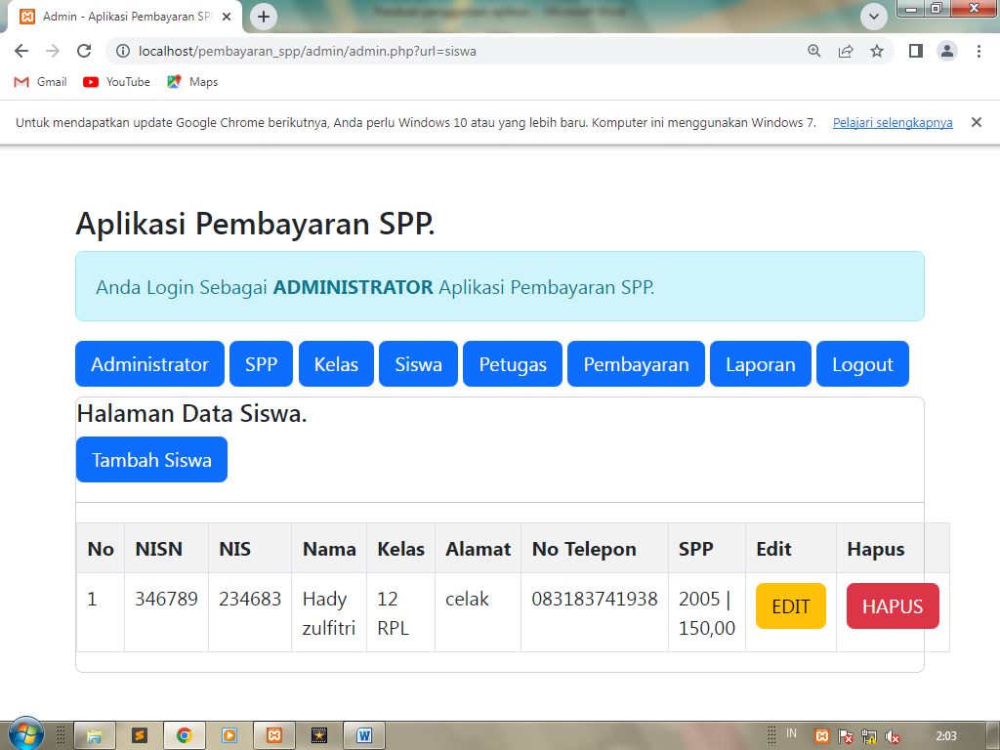 Admin - Aplikasi Pembayaran SP
localhost/pembayaran_spp/admin/admin.php?url=siswa
Gmail YouTube Maps
Untuk mendapatkan update Google Chrome berikutnya, Anda perlu Windows 10 atau yang lebih baru. Komputer ini menggunakan Windows 7. Pelajari selengkapnya
Aplikasi Pembayaran SPP.
Anda Login Sebagai ADMINISTRATOR Aplikasi Pembayaran SPP.
Administrator SPP Kelas Siswa Petugas Pembayaran Laporan Logout
Halaman Data Siswa.
Tambah Siswa
No NISN NIS Nama Kelas Alamat No Telepon SPP Edit Hapus
1 346789 234683 Hady 12 celak 083183741938 2005 | EDIT HAPUS
zulfitri RPL 150,00
IN 2:03